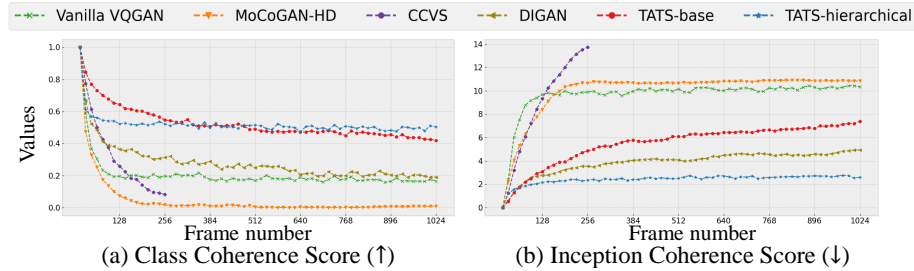 Vanilla VQGAN MoCoGAN-HD CCVS DIGAN TATS-base TATS-hierarchical
Values
1.0
0.8
0.6
0.4
0.2
0.0
128 256 384 512 640 768 896 1024
Frame number
(a) Class Coherence Score (↑)
14
12
10
8
6
4
2
0
128 256 384 512 640 768 896 1024
Frame number
(b) Inception Coherence Score (↓)